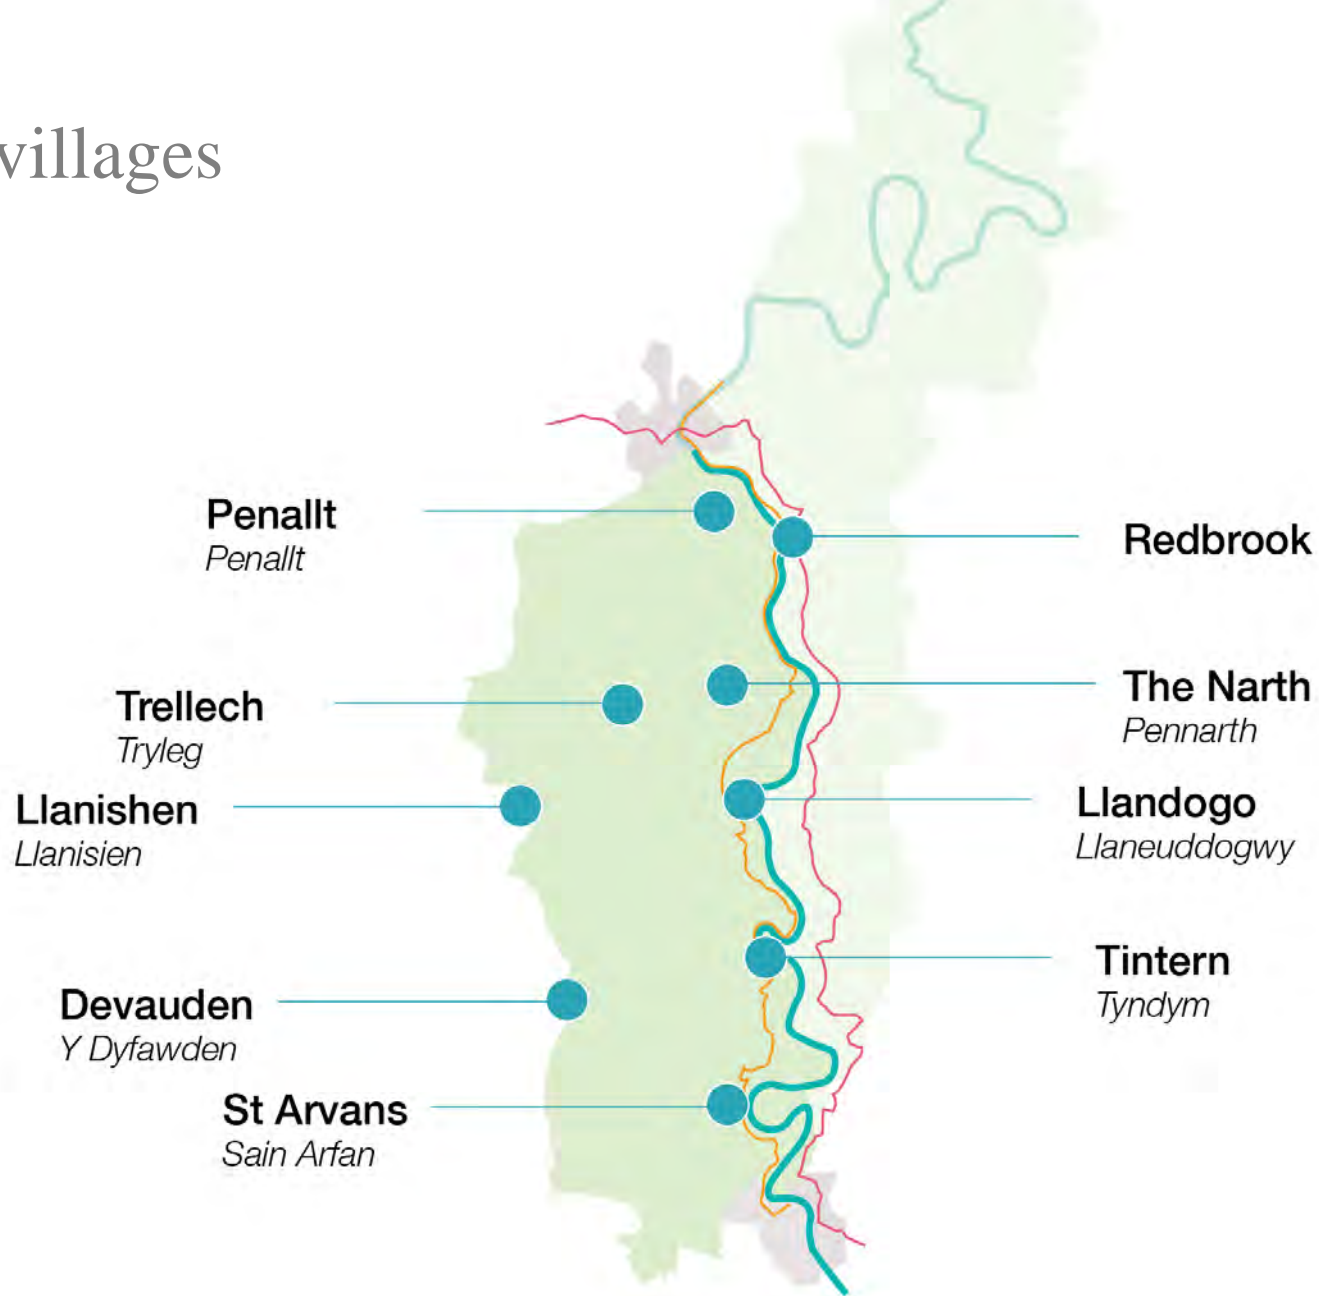 villages
Penallt
Penallt
Redbrook
The Narth
Pennarth
Trellech
Tryleg
Llanishen
Llanisien
Llandogo
Llaneuddogwy
Tintern
Tyndym
Devauden
Y Dyfawden
St Arvans
Sain Arfan